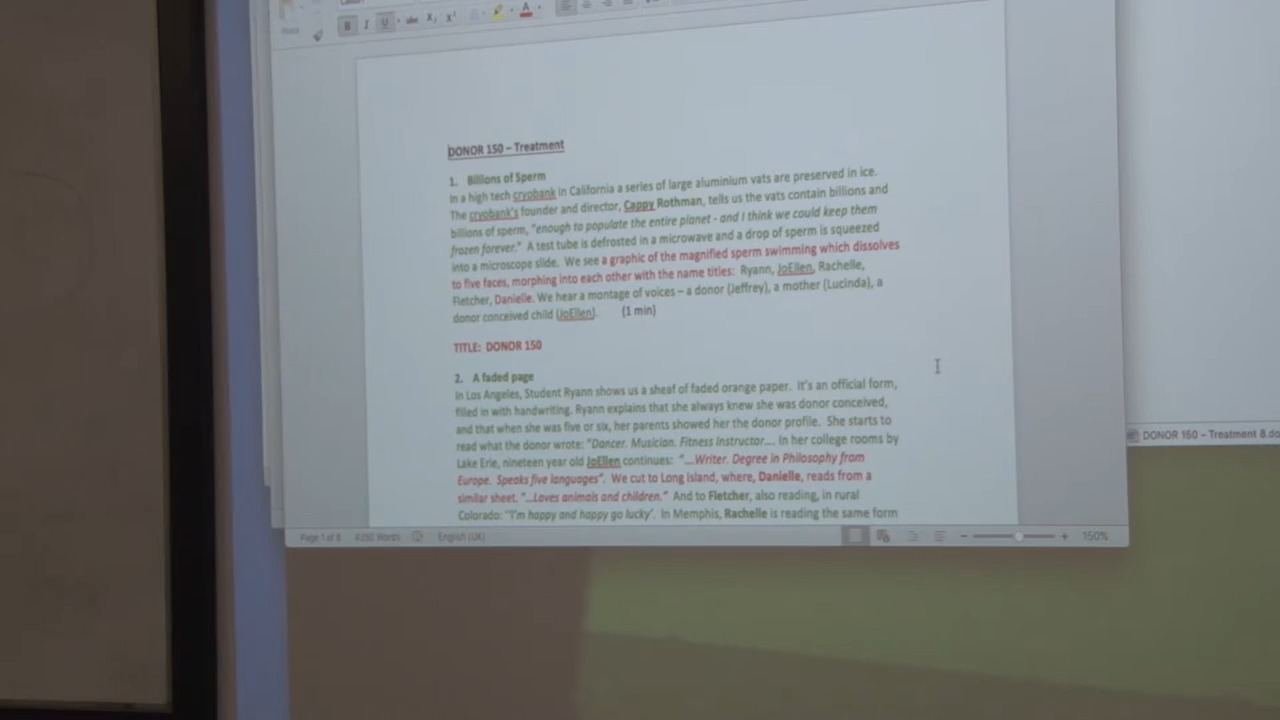 DONOR 150 – Treatment
1. Billions of Sperm
In a high tech cryobank in California a series of large aluminium vats are preserved in ice.
The cryobank's founder and director, Cappy Rothman, tells us the vats contain billions and
billions of sperm, "enough to populate the entire planet - and I think we could keep them
frozen forever." A test tube is defrosted in a microwave and a drop of sperm is squeezed
into a microscope slide. We see a graphic of the magnified sperm swimming which dissolves
to five faces, morphing into each other with the name titles: Ryann, JoEllen, Rachelle,
Fletcher, Danielle. We hear a montage of voices – a donor (Jeffrey), a mother (Lucinda), a
donor conceived child (JoEllen). (1 min)
TITLE: DONOR 150
2. A faded page
In Los Angeles, Student Ryann shows us a sheaf of faded orange paper. It's an official form,
filled in with handwriting. Ryann explains that she always knew she was donor conceived,
and that when she was five or six, her parents showed her the donor profile. She starts to
read what the donor wrote: "Dancer. Musician. Fitness Instructor.... In her college rooms by
Lake Erie, nineteen year old JoEllen continues: "....Writer. Degree in Philosophy from
Europe. Speaks five languages". We cut to Long Island, where, Danielle, reads from a
similar sheet. "...Loves animals and children." And to Fletcher, also reading, in rural
Colorado: "I'm happy and happy go lucky'. In Memphis, Rachelle is reading the same form
Page 1 of 8 4350 Words English (UK) 150%
DONOR 150 – Treatment 8.do